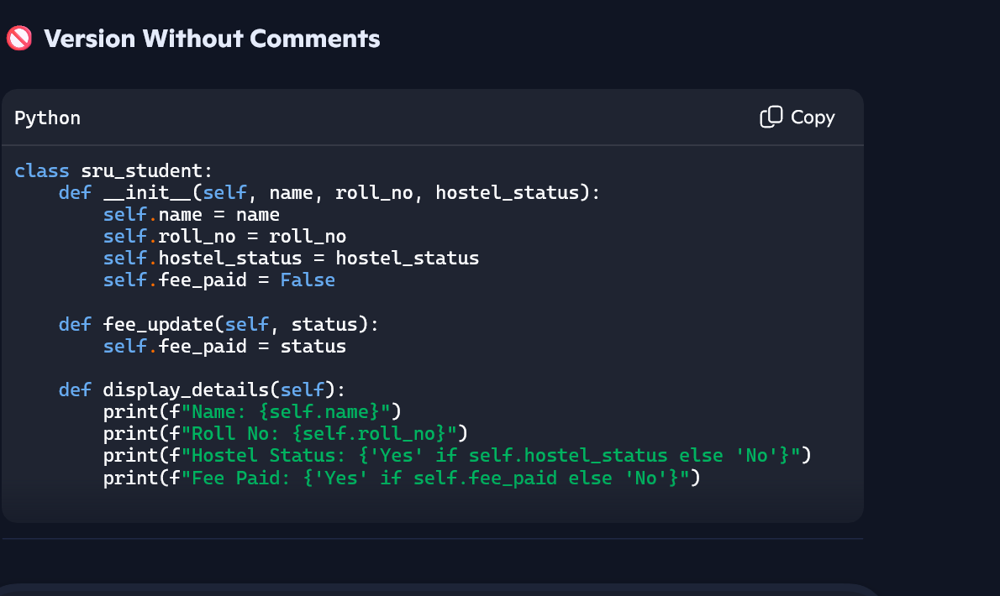 Version Without Comments
Python
Copy
class sru_student:
    def __init__(self, name, roll_no, hostel_status):
        self.name = name
        self.roll_no = roll_no
        self.hostel_status = hostel_status
        self.fee_paid = False

    def fee_update(self, status):
        self.fee_paid = status

    def display_details(self):
        print(f"Name: {self.name}")
        print(f"Roll No: {self.roll_no}")
        print(f"Hostel Status: {'Yes' if self.hostel_status else 'No'}")
        print(f"Fee Paid: {'Yes' if self.fee_paid else 'No'}")